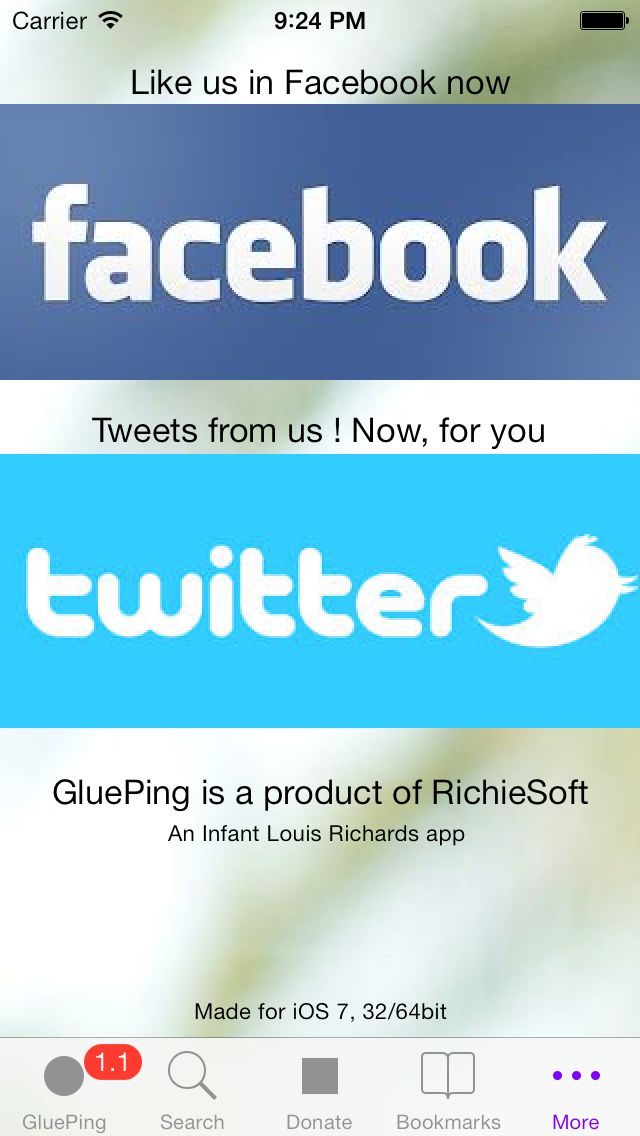 Carrier 9:24 PM
Like us in Facebook now
facebook
Tweets from us ! Now, for you
twitter
GluePing is a product of RichieSoft
An Infant Louis Richards app
Made for iOS 7, 32/64bit
1.1
GluePing Search Donate Bookmarks More